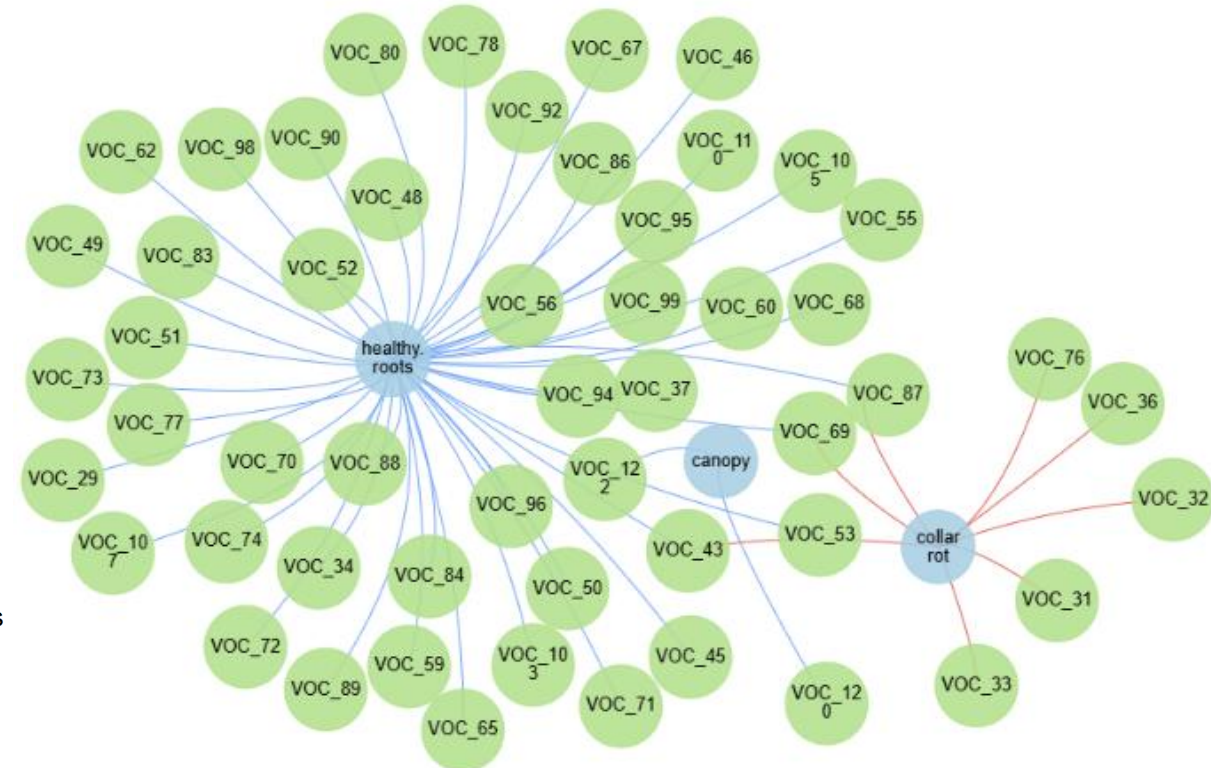 VOC_80
VOC_78
VOC_67
VOC_46
VOC_92
VOC_62
VOC_98
VOC_90
VOC_86
VOC_11
0
VOC_10
5
VOC_48
VOC_95
VOC_55
VOC_49
VOC_83
VOC_52
VOC_56
VOC_99
VOC_60
VOC_68
VOC_51
healthy.
roots
VOC_76
VOC_73
VOC_94
VOC_37
VOC_87
VOC_36
VOC_77
VOC_69
VOC_29
VOC_70
VOC_88
VOC_12
2
canopy
VOC_32
VOC_96
VOC_10
7
VOC_74
VOC_43
VOC_53
collar
rot
VOC_34
VOC_84
VOC_50
VOC_31
s
VOC_72
VOC_89
VOC_59
VOC_10
3
VOC_45
VOC_33
VOC_65
VOC_71
VOC_12
0